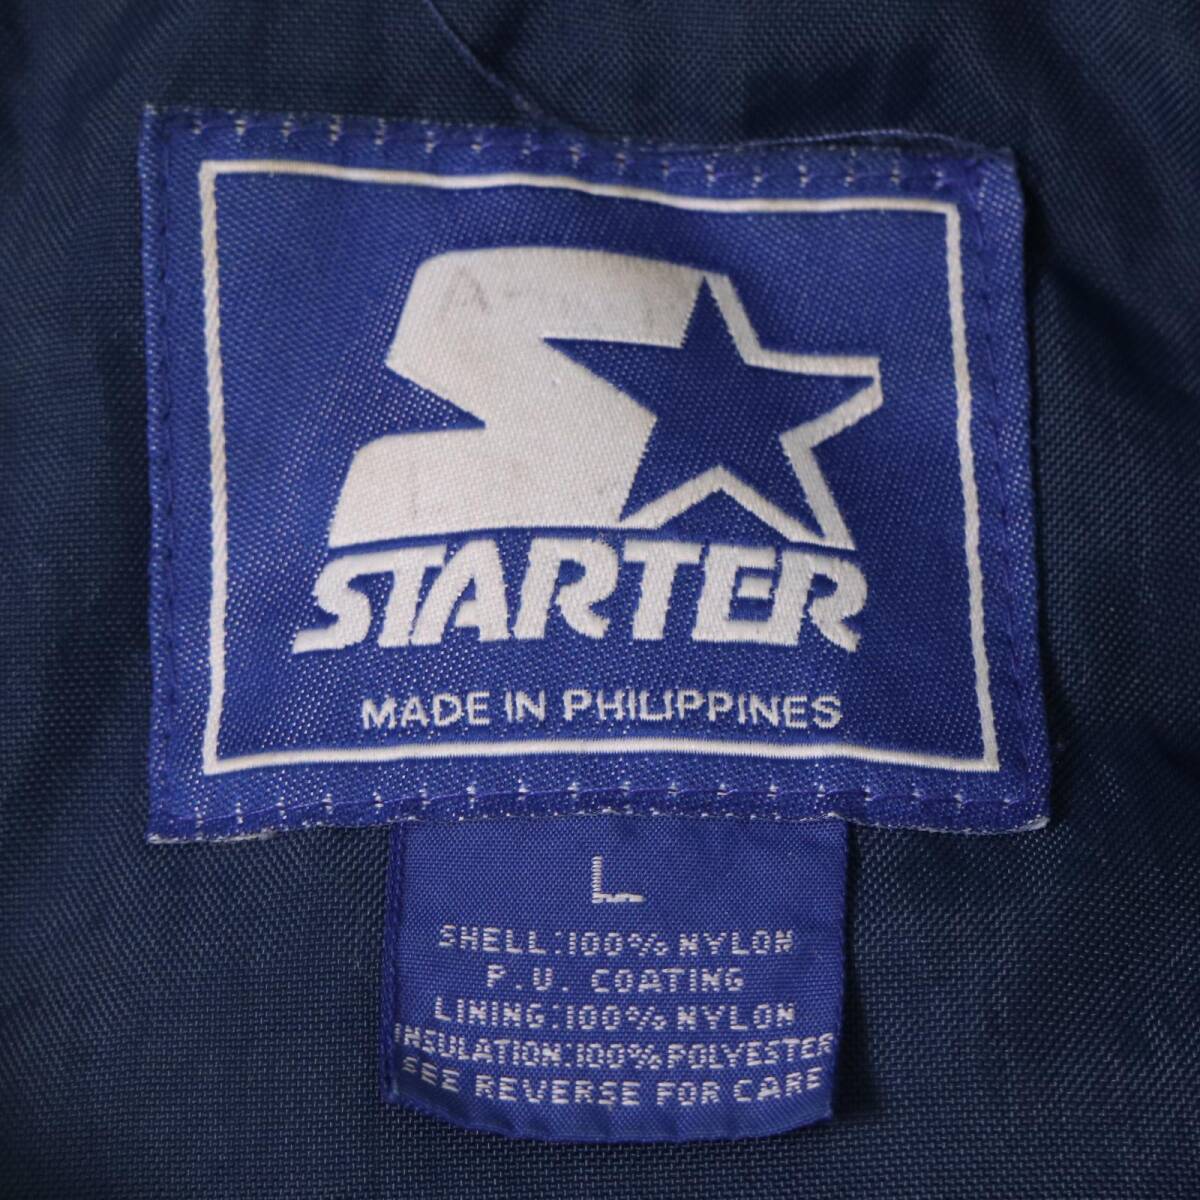 STARTER
MADE IN PHILIPPINES
L
SHELL:100% NYLON
P.U. COATING
LINING:100% NYLON
INSULATION:100% POLYESTER
SEE REVERSE FOR CARE